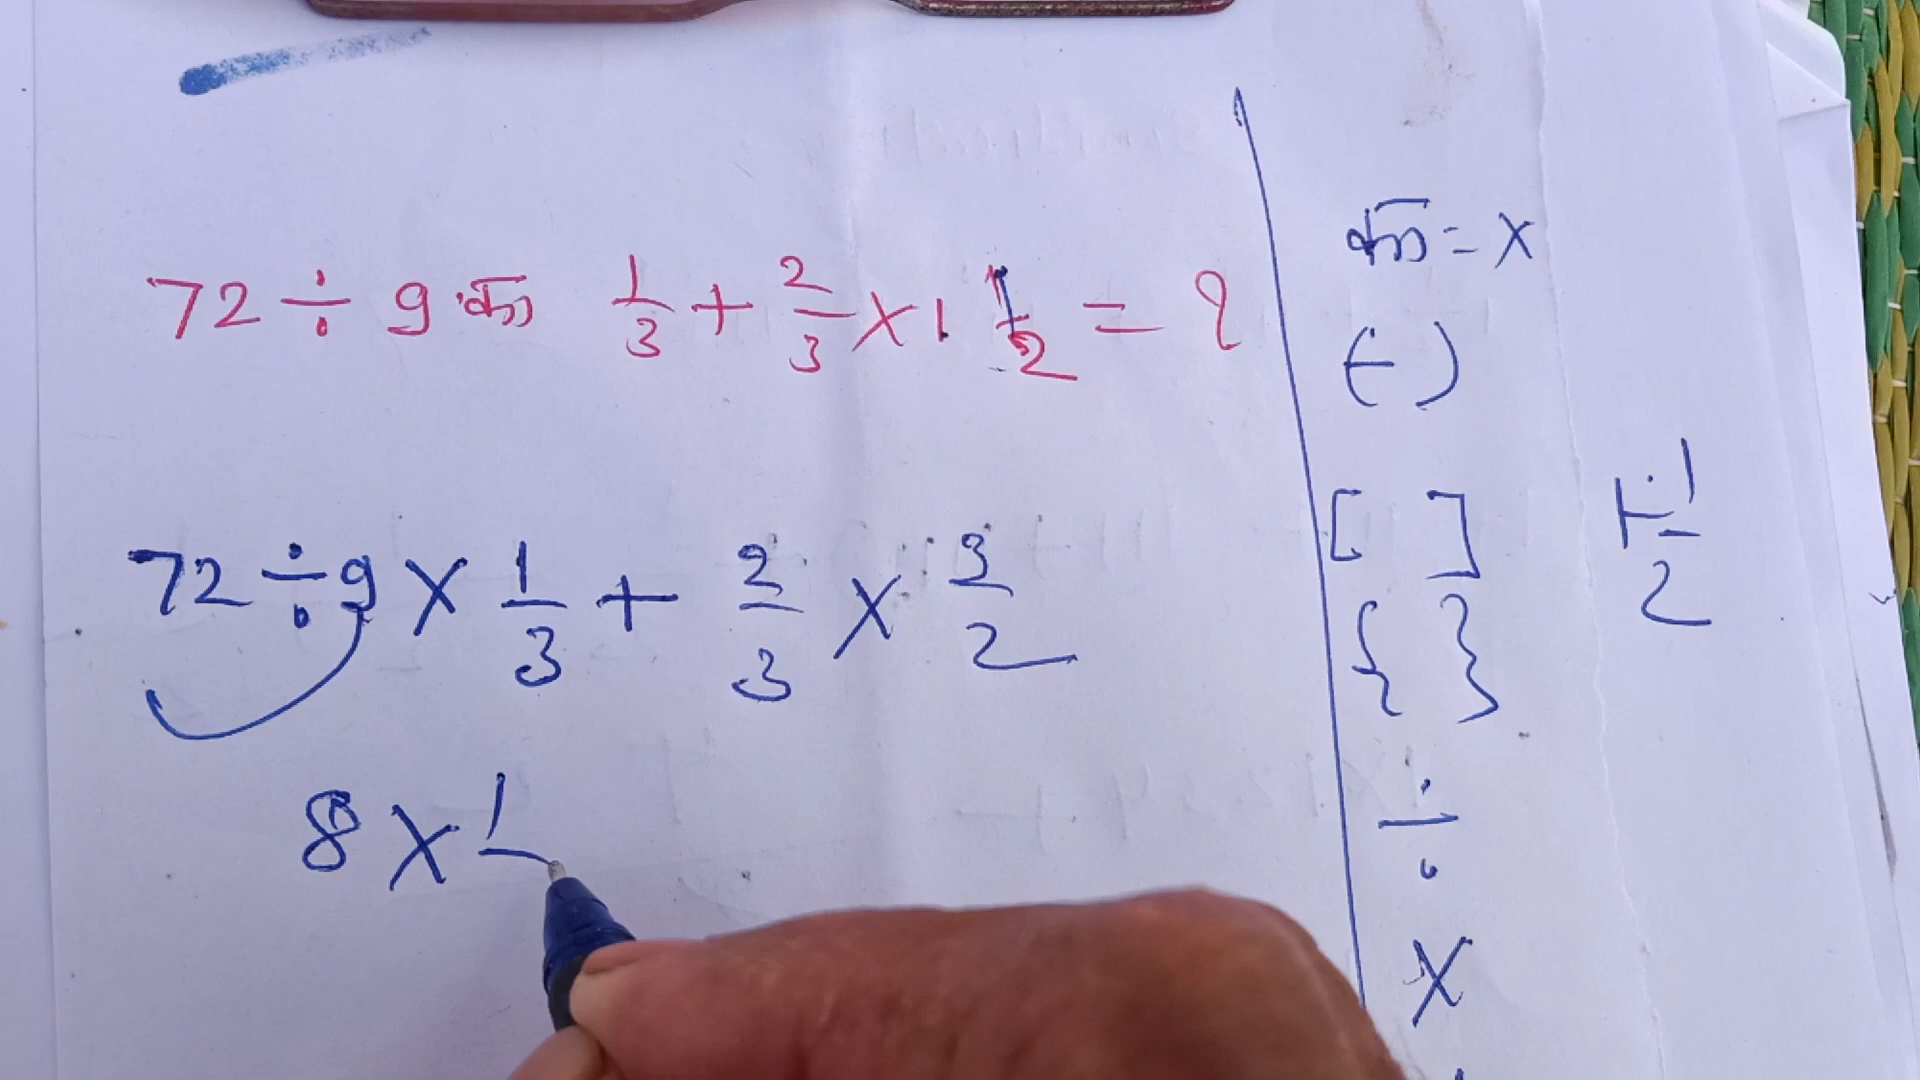 72 ÷ 9 का 1/3 + 2/3 × 1 1/2 = ?
72 ÷ 9 × 1/3 + 2/3 × 3/2
8 × 1
का = ×
(-)
[ ]
{ }
÷
×
1 1/2